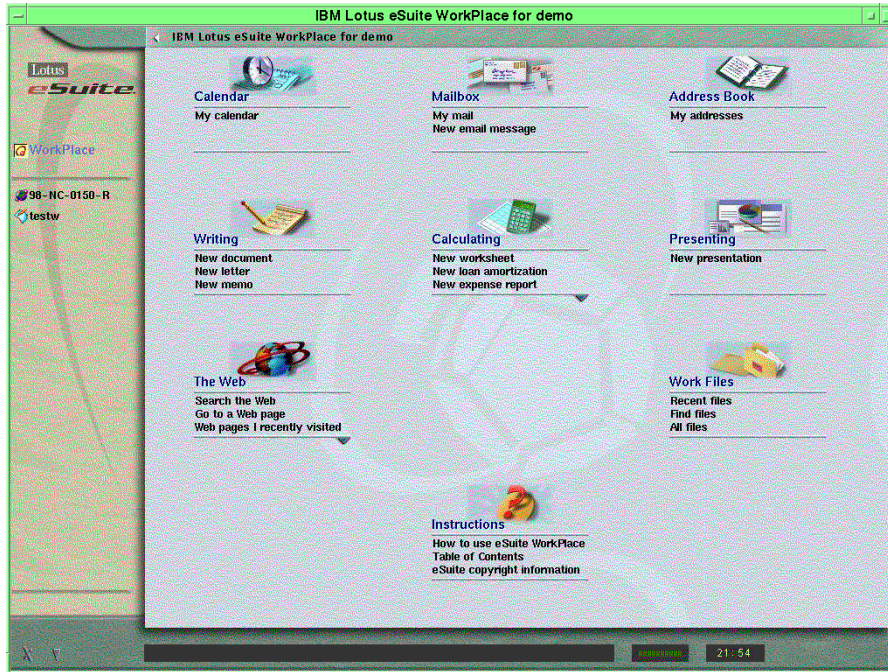 IBM Lotus eSuite WorkPlace for demo
IBM Lotus eSuite WorkPlace for demo
Lotus
eSuite
WorkPlace
98-NC-0150-R
testw
Calendar
My calendar
Mailbox
My mail
New email message
Address Book
My addresses
Writing
New document
New letter
New memo
Calculating
New worksheet
New loan amortization
New expense report
Presenting
New presentation
The Web
Search the Web
Go to a Web page
Web pages I recently visited
Work Files
Recent files
Find files
All files
Instructions
How to use eSuite WorkPlace
Table of Contents
eSuite copyright information
21:54